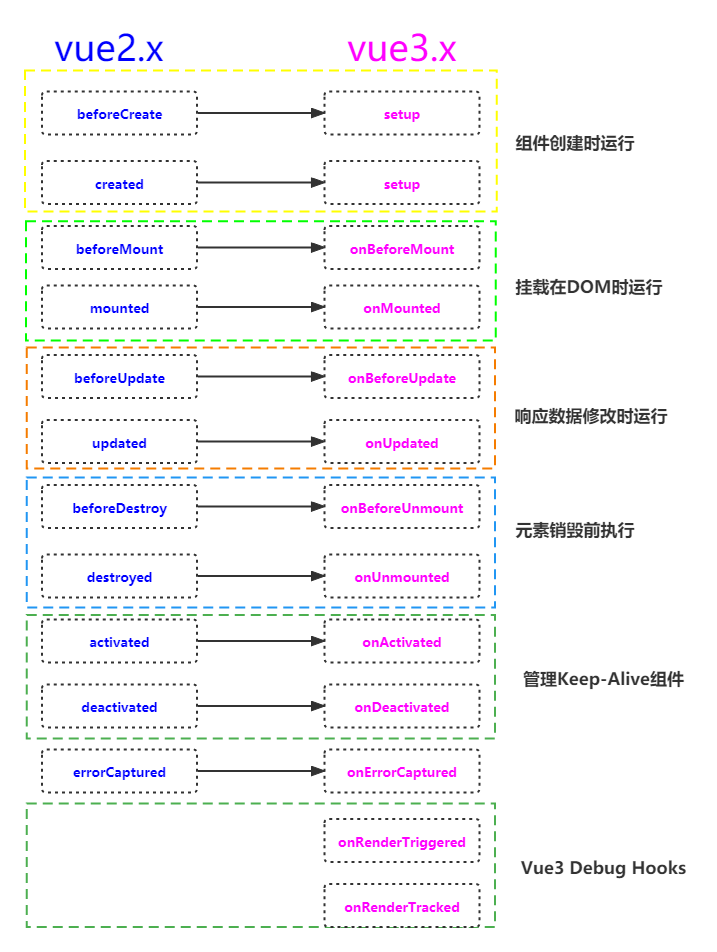 vue2.x vue3.x
beforeCreate setup
组件创建时运行
created setup
beforeMount onBeforeMount
挂载在DOM时运行
mounted onMounted
beforeUpdate onBeforeUpdate
响应数据修改时运行
updated onUpdated
beforeDestroy onBeforeUnmount
元素销毁前执行
destroyed onUnmounted
activated onActivated
管理Keep-Alive组件
deactivated onDeactivated
errorCaptured onErrorCaptured
onRenderTriggered
Vue3 Debug Hooks
onRenderTracked